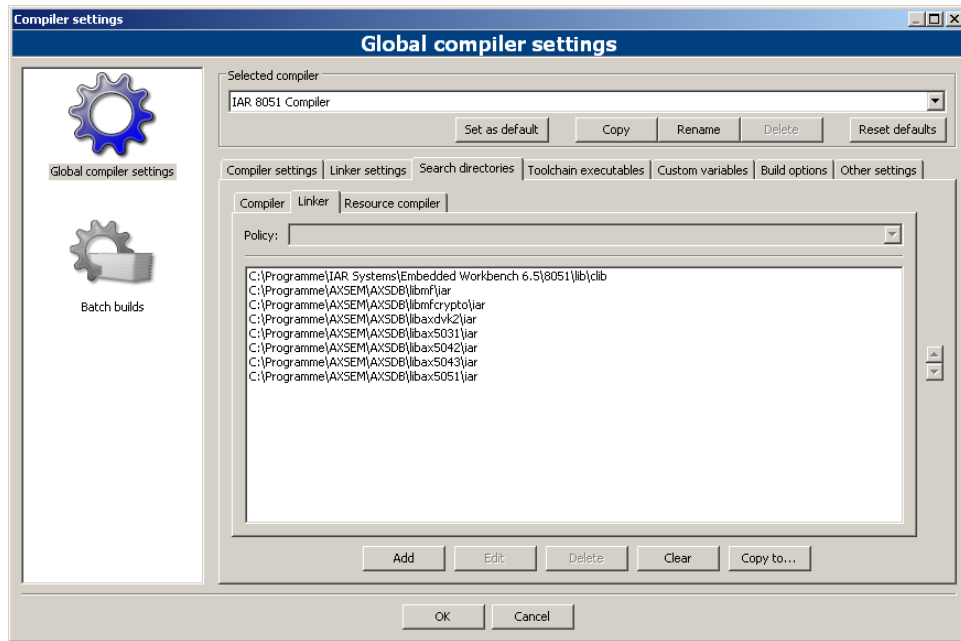 Compiler settings
Global compiler settings
Global compiler settings
Batch builds
Selected compiler
IAR 8051 Compiler
Set as default
Copy
Rename
Delete
Reset defaults
Compiler settings
Linker settings
Search directories
Toolchain executables
Custom variables
Build options
Other settings
Compiler
Linker
Resource compiler
Policy:
C:\Programme\IAR Systems\Embedded Workbench 6.5\8051\lib\clib
C:\Programme\AXSEM\AXSDB\libmf\iar
C:\Programme\AXSEM\AXSDB\libmfcrypto\iar
C:\Programme\AXSEM\AXSDB\libaxdvk2\iar
C:\Programme\AXSEM\AXSDB\libax5031\iar
C:\Programme\AXSEM\AXSDB\libax5042\iar
C:\Programme\AXSEM\AXSDB\libax5043\iar
C:\Programme\AXSEM\AXSDB\libax5051\iar
Add
Edit
Delete
Clear
Copy to...
OK
Cancel